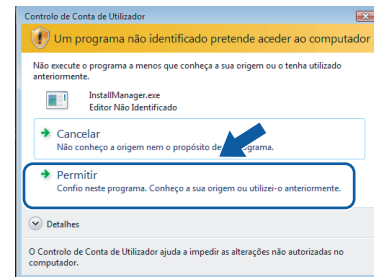 Controlo de Conta de Utilizador
Um programa não identificado pretende aceder ao computador
Não execute o programa a menos que conheça a sua origem ou o tenha utilizado
anteriormente.
InstallManager.exe
Editor Não Identificado
Cancelar
Não conheço a origem nem o propósito de programa.
Permitir
Confio neste programa. Conheço a sua origem ou utilizei-o anteriormente.
Detalhes
O Controlo de Conta de Utilizador ajuda a impedir as alterações não autorizadas no
computador.